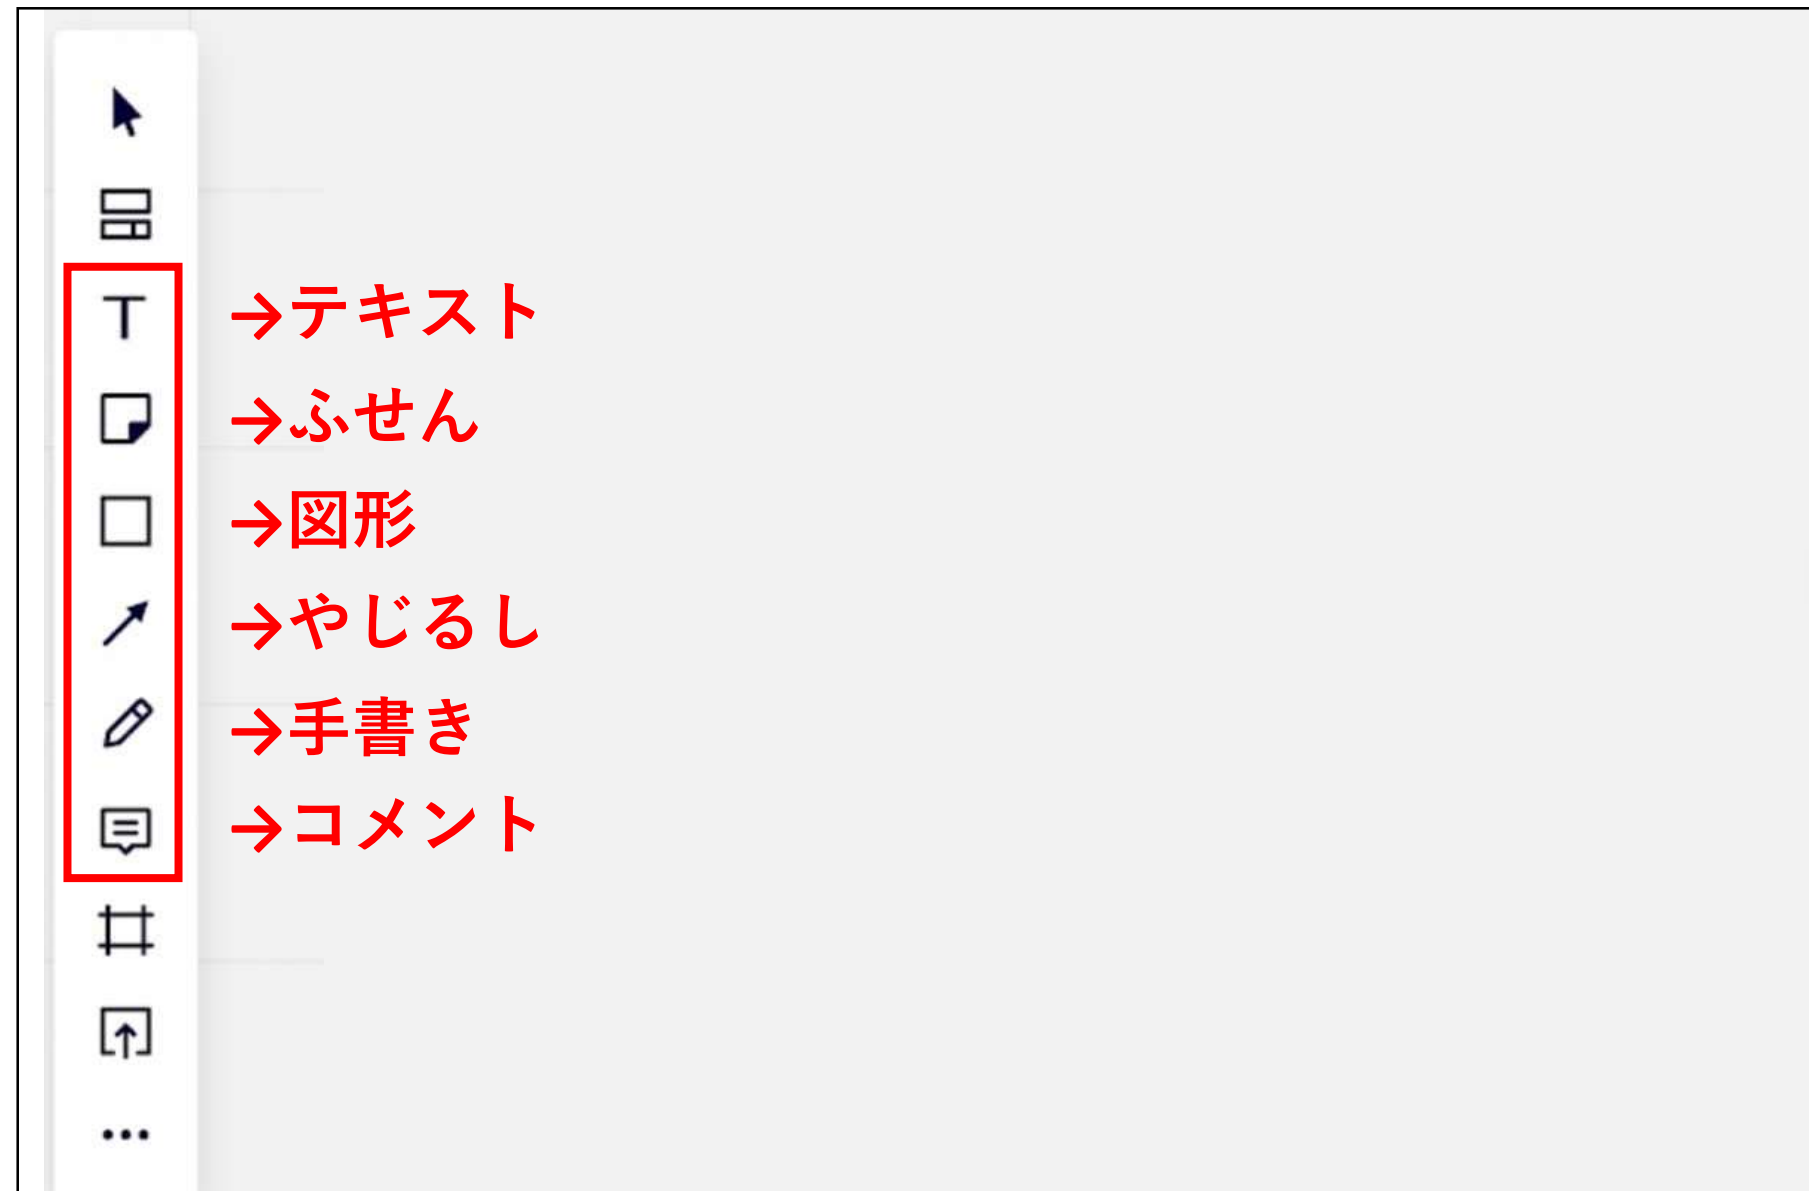 →テキスト
→ふせん
→図形
→やじるし
→手書き
→コメント